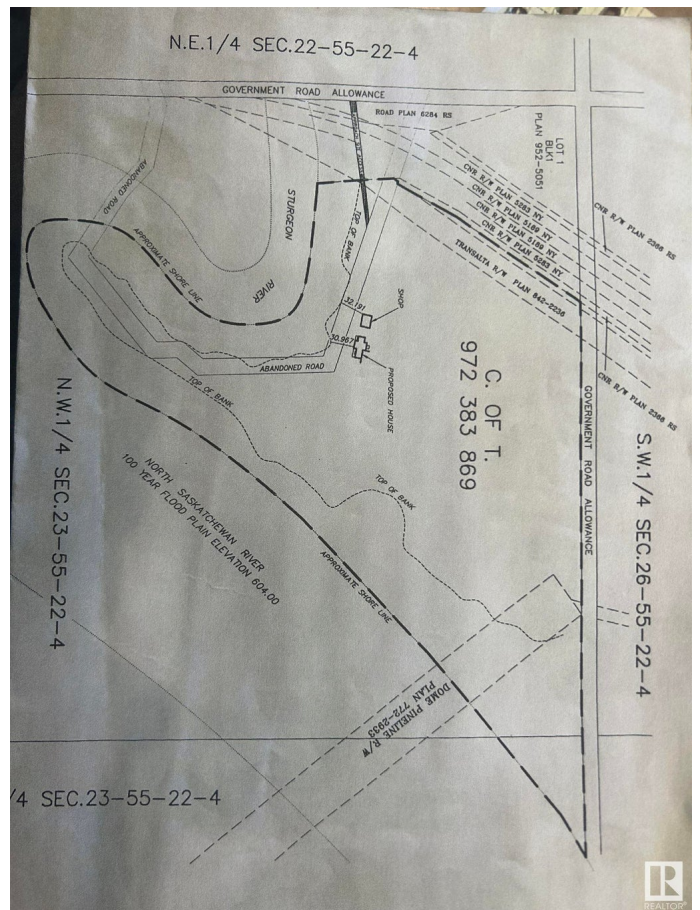 N.E.1/4 SEC.22-55-22-4
GOVERNMENT ROAD ALLOWANCE
ROAD PLAN 6284 RS
LOT 1
BLK1
PLAN 952-5051
CNR R/W PLAN 2366 RS
CNR R/W PLAN 5283 NY
CNR R/W PLAN 5189 NY
CNR R/W PLAN 5189 NY
CNR R/W PLAN 5283 NY
TRANSALTA R/W PLAN 842-2236
ABANDONED ROAD
STURGEON
RIVER
TOP OF BANK
APPROXIMATE SHORE LINE
32.191
SHOP
30.967
PROPOSED HOUSE
ABANDONED ROAD
TOP OF BANK
C. OF T.
972 383 869
CNR R/W PLAN 2366 RS
GOVERNMENT ROAD ALLOWANCE
S.W.1/4 SEC.26-55-22-4
N.W.1/4 SEC.23-55-22-4
NORTH SASKATCHEWAN RIVER
100 YEAR FLOOD PLAIN ELEVATION 604.00
TOP OF BANK
APPROXIMATE SHORE LINE
DOME PIPELINE R/W
PLAN 772-2933
/4 SEC.23-55-22-4
R
REALTOR®